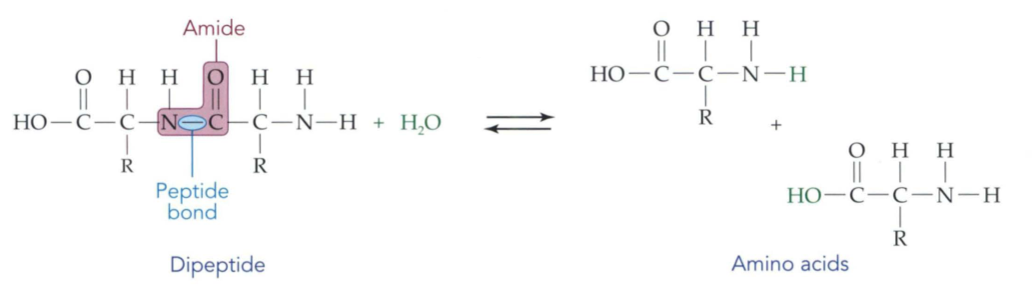 Amide
O H H O H H
HO—C—C—N—C—C—N—H + H₂O
R R
Peptide
bond
Dipeptide
O H H
HO—C—C—N—H
R
+
O H H
HO—C—C—N—H
R
Amino acids